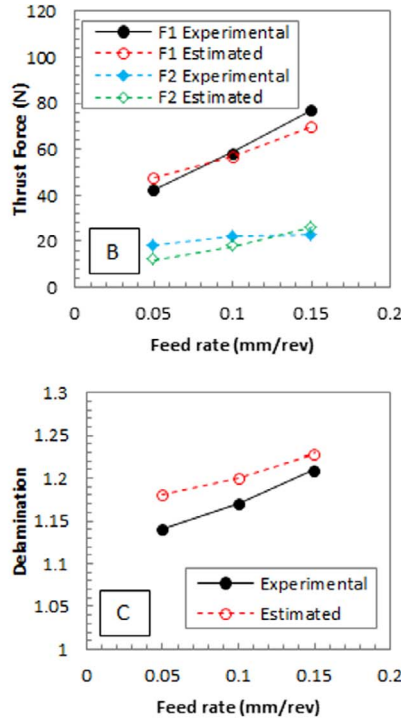 120
F1 Experimental
F1 Estimated
100
F2 Experimental
F2 Estimated
80
Thrust Force (N)
60
40
20
B
0
0 0.05 0.1 0.15 0.2
Feed rate (mm/rev)
1.3
1.25
1.2
Delamination
1.15
1.1
Experimental
1.05
C
Estimated
1
0 0.05 0.1 0.15 0.2
Feed rate (mm/rev)